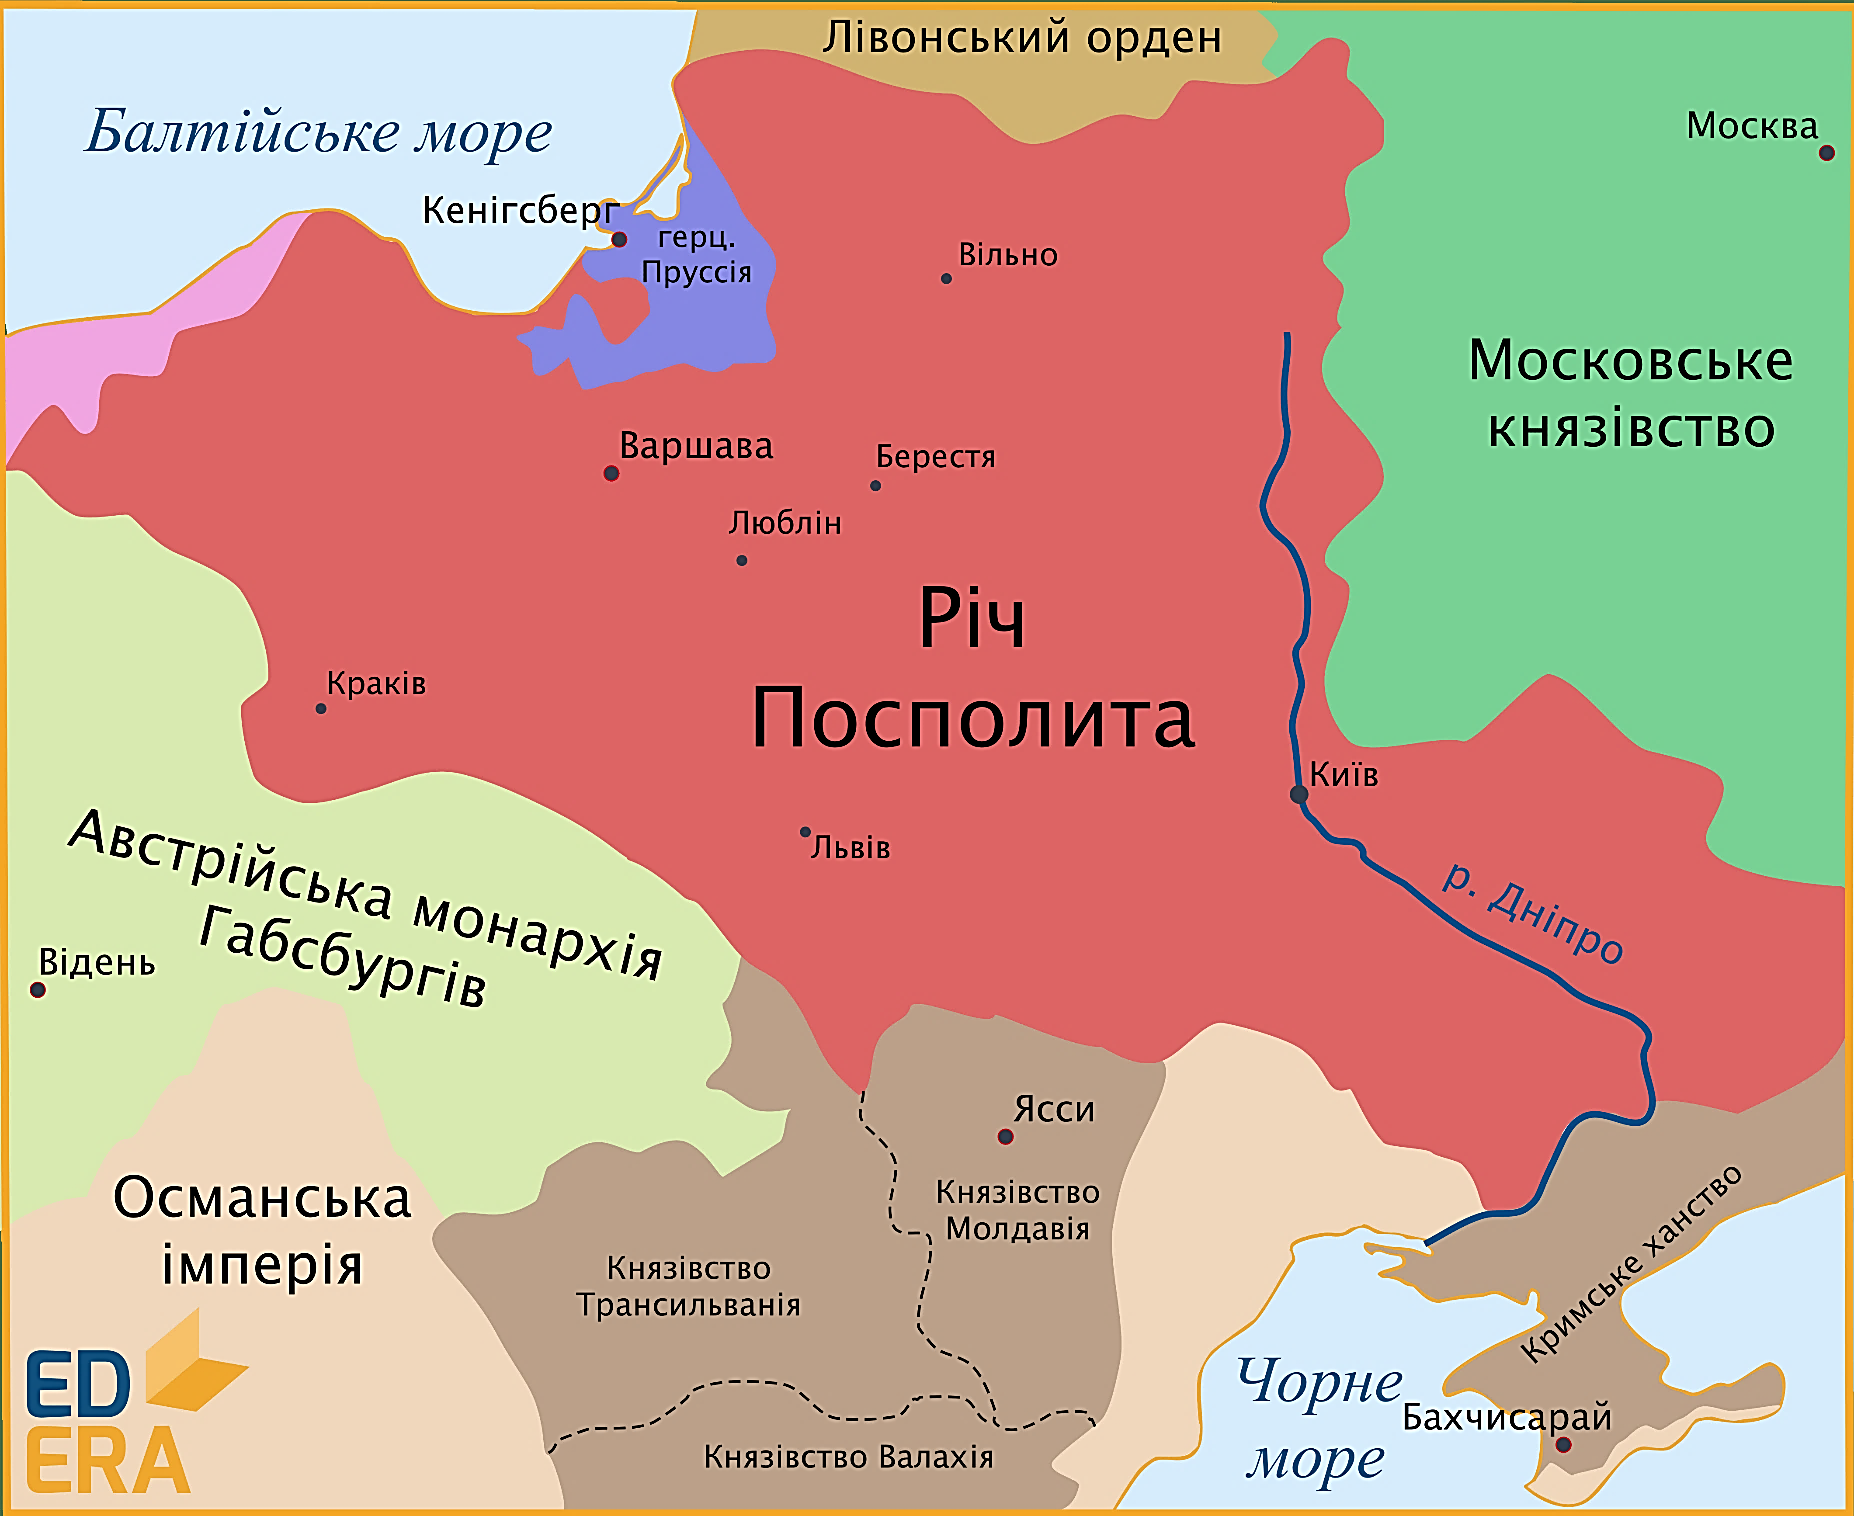 Лівонський орден
Балтійське море
Москва
Кенігсберг
герц.
Пруссія
Вільно
Московське
князівство
Варшава
Берестя
Люблін
Річ
Посполита
Краків
Київ
Львів
р. Дніпро
Австрійська монархія
Габсбургів
Відень
Ясси
Князівство
Молдавія
Османська
імперія
Князівство
Трансильванія
Кримське ханство
Чорне
море
Бахчисарай
Князівство Валахія
ED
ERA